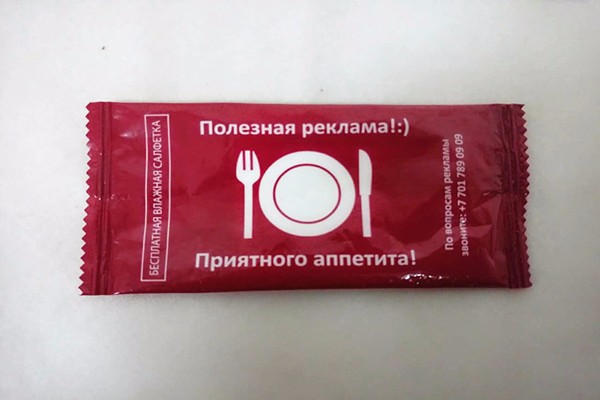 БЕСПЛАТНАЯ ВЛАЖНАЯ САЛФЕТКА
Полезная реклама!:)
Приятного аппетита!
По вопросам рекламы
звоните: +7 701 789 09 09